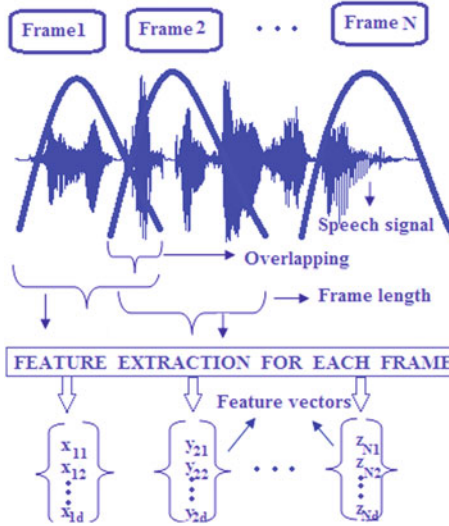 Frame1 Frame 2 . . . Frame N
Speech signal
Overlapping
Frame length
FEATURE EXTRACTION FOR EACH FRAME
Feature vectors
x11 y21 zN1
x12 y22 . . . zN2
x1d y2d zNd